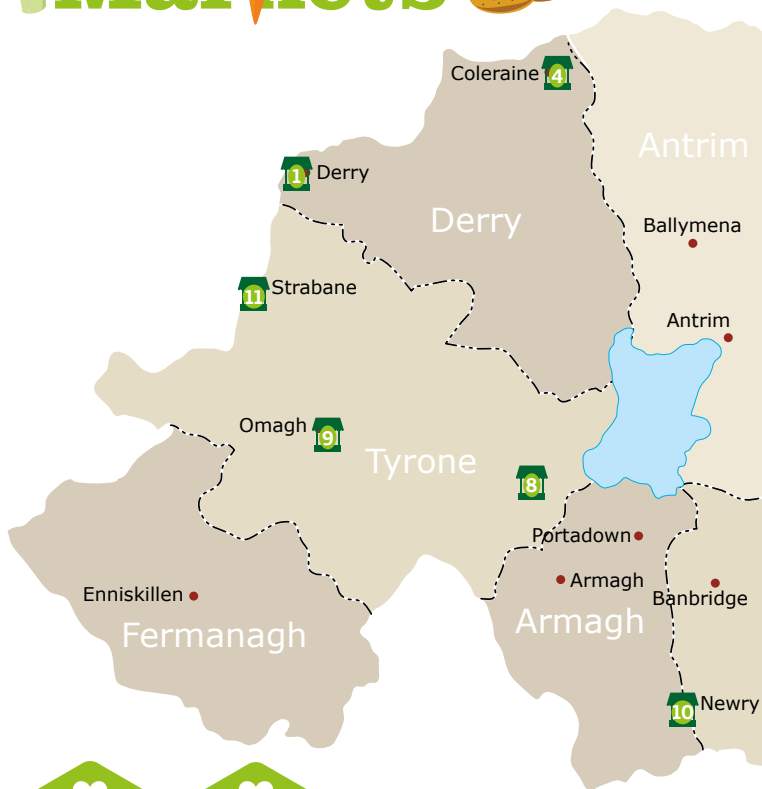 Markets
Coleraine 4
Antrim
1 Derry
Derry
Ballymena
11 Strabane
Antrim
Omagh 9
Tyrone
8
Portadown
Armagh
Enniskillen
Banbridge
Armagh
Fermanagh
10 Newry